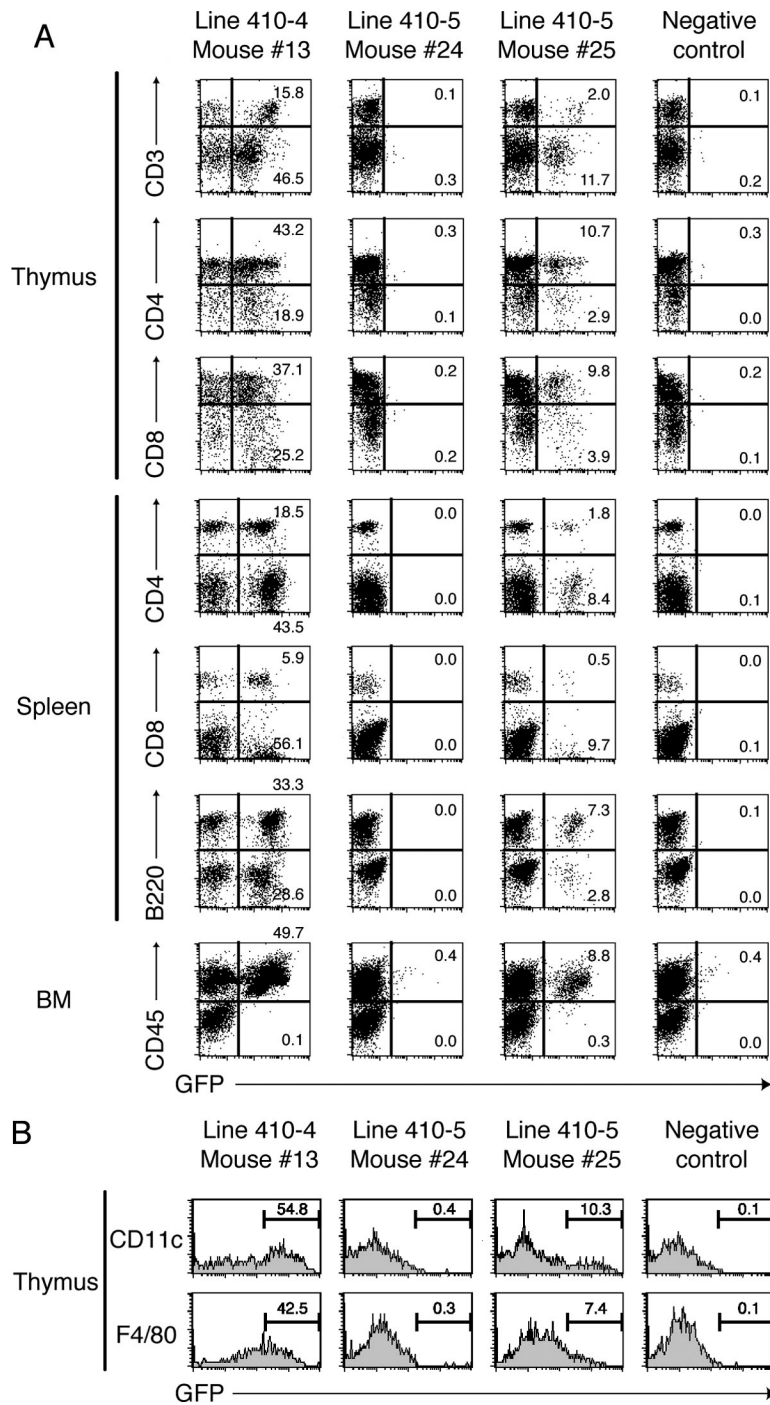 A
Line 410-4 Line 410-5 Line 410-5 Negative
Mouse #13 Mouse #24 Mouse #25 control
Thymus
CD3
15.8 0.1 2.0 0.1
46.5 0.3 11.7 0.2
CD4
43.2 0.3 10.7 0.3
18.9 0.1 2.9 0.0
CD8
37.1 0.2 9.8 0.2
25.2 0.2 3.9 0.1
Spleen
CD4
18.5 0.0 1.8 0.0
43.5 0.0 8.4 0.1
CD8
5.9 0.0 0.5 0.0
56.1 0.0 9.7 0.1
B220
33.3 0.0 7.3 0.1
28.6 0.0 2.8 0.0
BM
CD45
49.7 0.4 8.8 0.4
0.1 0.0 0.3 0.0
GFP
B
Line 410-4 Line 410-5 Line 410-5 Negative
Mouse #13 Mouse #24 Mouse #25 control
Thymus
CD11c
54.8 0.4 10.3 0.1
F4/80
42.5 0.3 7.4 0.1
GFP